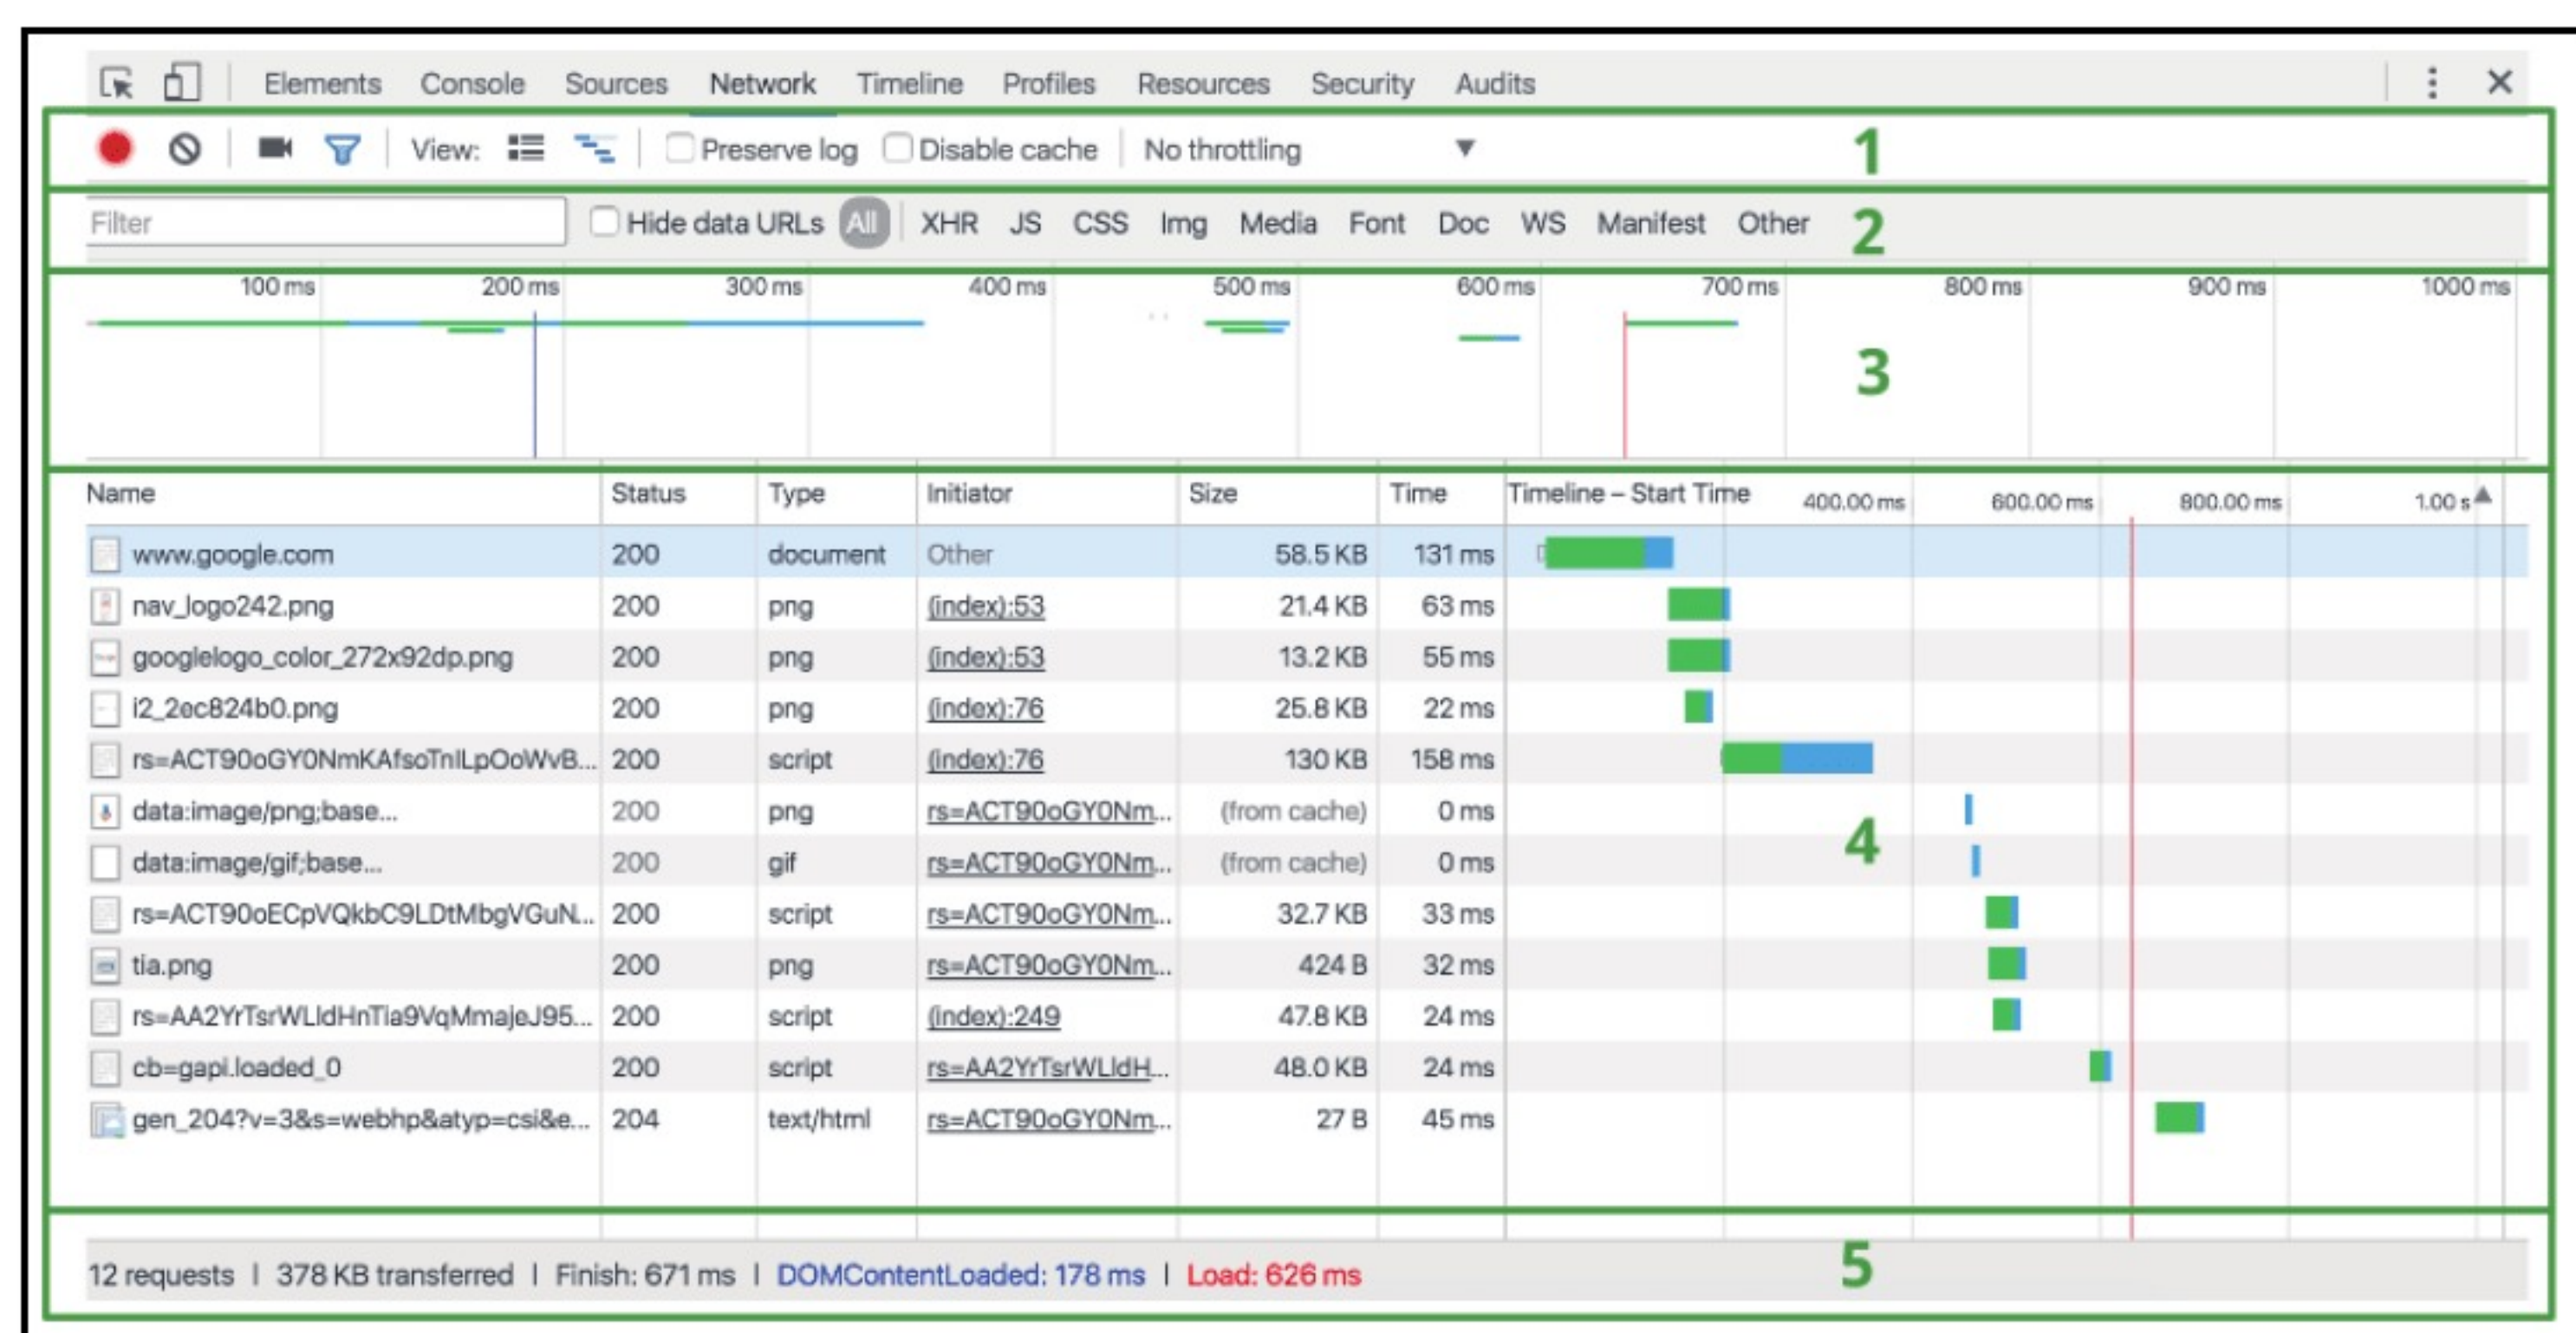 Elements Console Sources Network Timeline Profiles Resources Security Audits
View: Preserve log Disable cache No throttling 1
Filter Hide data URLs All XHR JS CSS Img Media Font Doc WS Manifest Other 2
100 ms 200 ms 300 ms 400 ms 500 ms 600 ms 700 ms 800 ms 900 ms 1000 ms
3
Name Status Type Initiator Size Time Timeline – Start Time 400.00 ms 600.00 ms 800.00 ms 1.00 s
www.google.com 200 document Other 58.5 KB 131 ms
nav_logo242.png 200 png (index):53 21.4 KB 63 ms
googlelogo_color_272x92dp.png 200 png (index):53 13.2 KB 55 ms
i2_2ec824b0.png 200 png (index):76 25.8 KB 22 ms
rs=ACT90oGY0NmKAfsoTnILpOoWvB... 200 script (index):76 130 KB 158 ms
data:image/png;base... 200 png rs=ACT90oGY0Nm... (from cache) 0 ms
4
data:image/gif;base... 200 gif rs=ACT90oGY0Nm... (from cache) 0 ms
rs=ACT90oECpVQkbC9LDtMbgVGuN... 200 script rs=ACT90oGY0Nm... 32.7 KB 33 ms
tia.png 200 png rs=ACT90oGY0Nm... 424 B 32 ms
rs=AA2YrTsrWLldHnTia9VqMmajeJ95... 200 script (index):249 47.8 KB 24 ms
cb=gapi.loaded_0 200 script rs=AA2YrTsrWLldH... 48.0 KB 24 ms
gen_204?v=3&s=webhp&atyp=csi&e... 204 text/html rs=ACT90oGY0Nm... 27 B 45 ms
12 requests | 378 KB transferred | Finish: 671 ms | DOMContentLoaded: 178 ms | Load: 626 ms 5